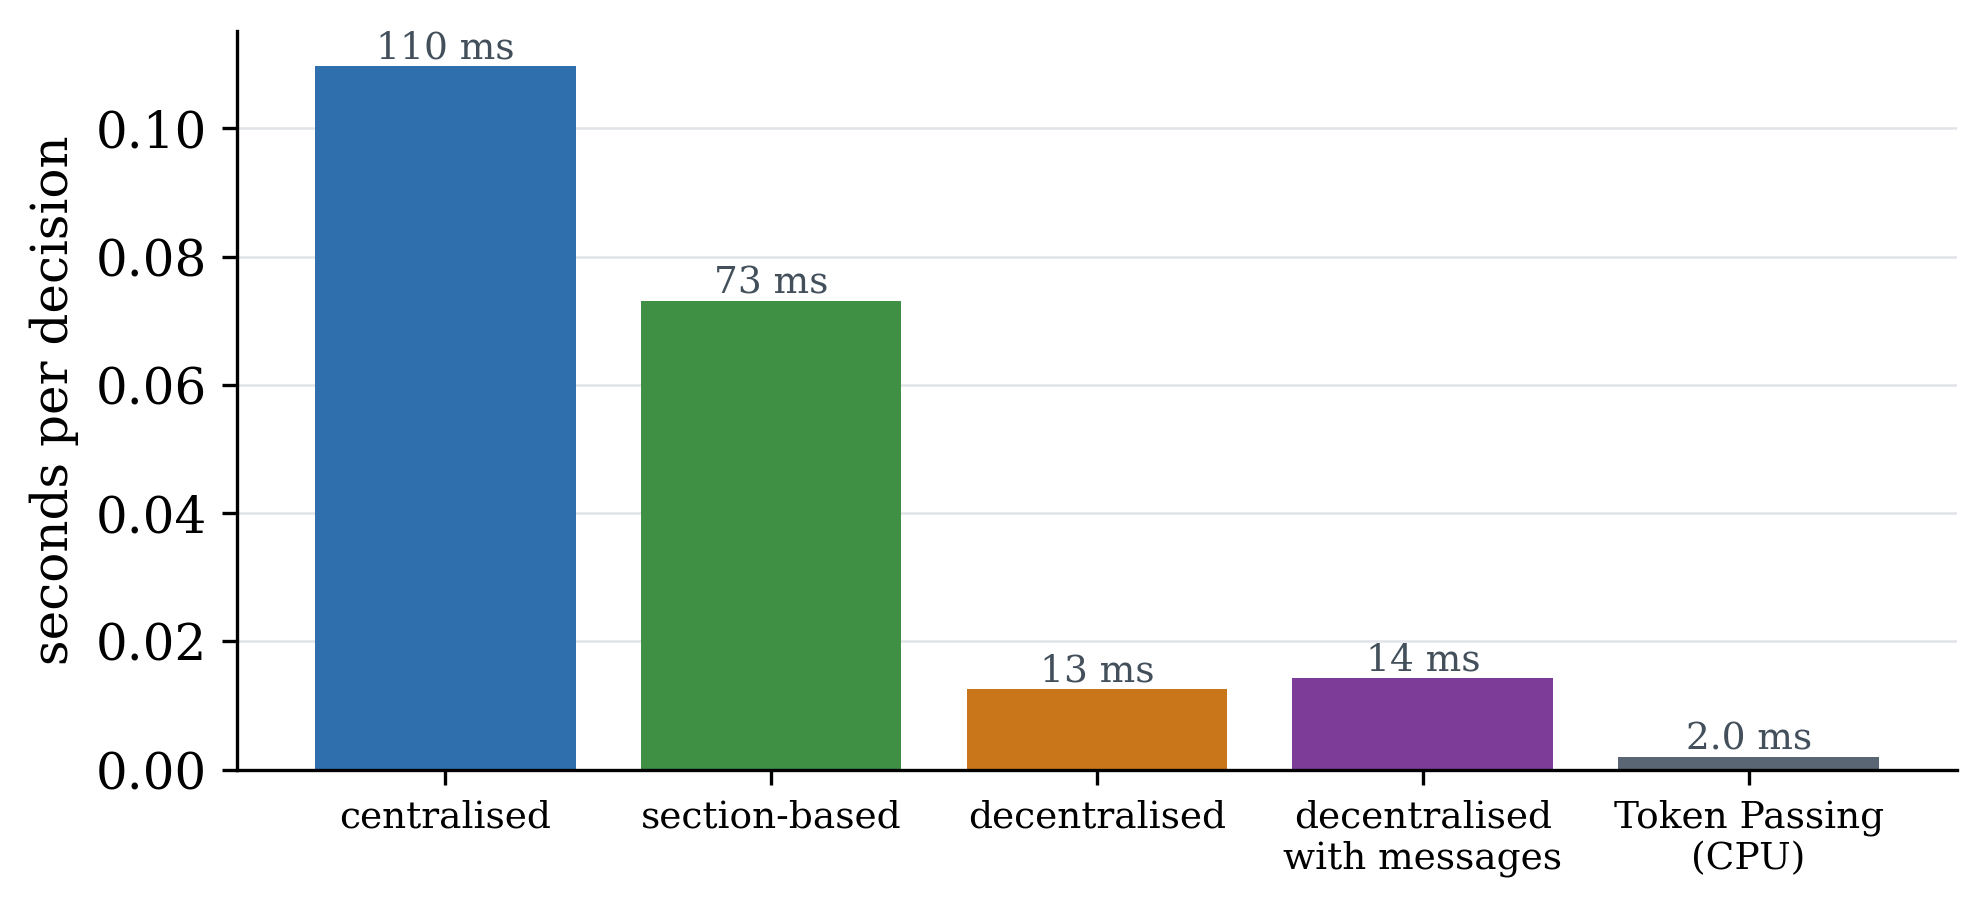 seconds per decision
0.10
0.08
0.06
0.04
0.02
0.00
110 ms
73 ms
13 ms
14 ms
2.0 ms
centralised
section-based
decentralised
decentralised
with messages
Token Passing
(CPU)